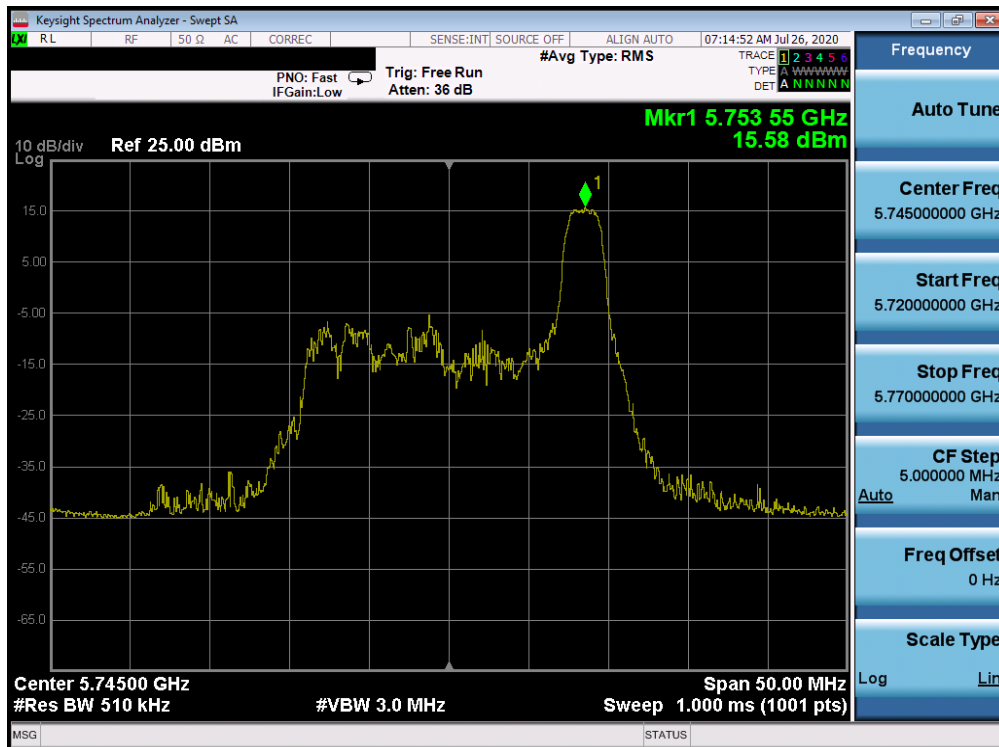 Keysight Spectrum Analyzer - Swept SA
LXI RL RF 50 Ω AC CORREC SENSE:INT SOURCE OFF ALIGN AUTO 07:14:52 AM Jul 26, 2020
Frequency
#Avg Type: RMS
TRACE 1 2 3 4 5 6
PNO: Fast
Trig: Free Run
TYPE A WWWWW
IFGain:Low
Atten: 36 dB
DET A N N N N N
Mkr1 5.753 55 GHz
15.58 dBm
10 dB/div
Log
Ref 25.00 dBm
1
15.0
5.00
-5.00
-15.0
-25.0
-35.0
-45.0
-55.0
-65.0
Center 5.74500 GHz
Span 50.00 MHz
#Res BW 510 kHz
#VBW 3.0 MHz
Sweep 1.000 ms (1001 pts)
Auto Tune
Center Freq
5.745000000 GHz
Start Freq
5.720000000 GHz
Stop Freq
5.770000000 GHz
CF Step
5.000000 MHz
Auto Man
Freq Offset
0 Hz
Scale Type
Log Lin
MSG STATUS